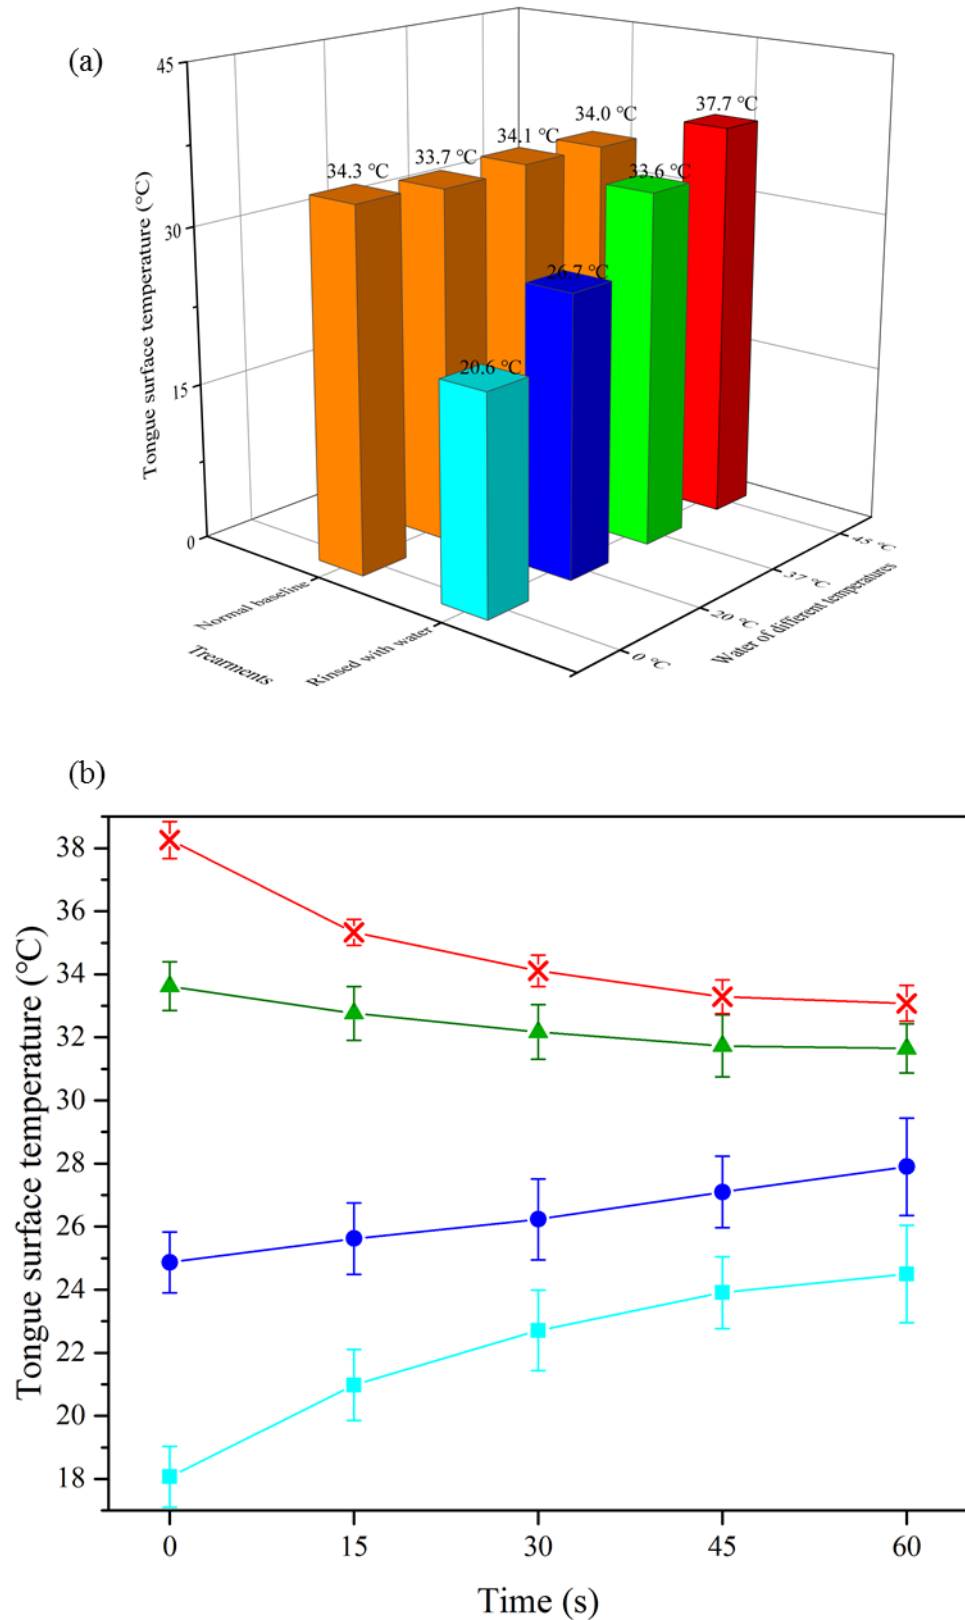 (a)
45
37.7 °C
34.0 °C
34.1 °C
33.7 °C
34.3 °C
33.6 °C
30
26.7 °C
20.6 °C
15
0
Tongue surface temperature (°C)
Normal baseline
Rinsed with water
Trearments
0 °C
20 °C
37 °C
45 °C
Water of different temperatures
(b)
38
36
34
32
30
28
26
24
22
20
18
Tongue surface temperature (°C)
0 15 30 45 60
Time (s)